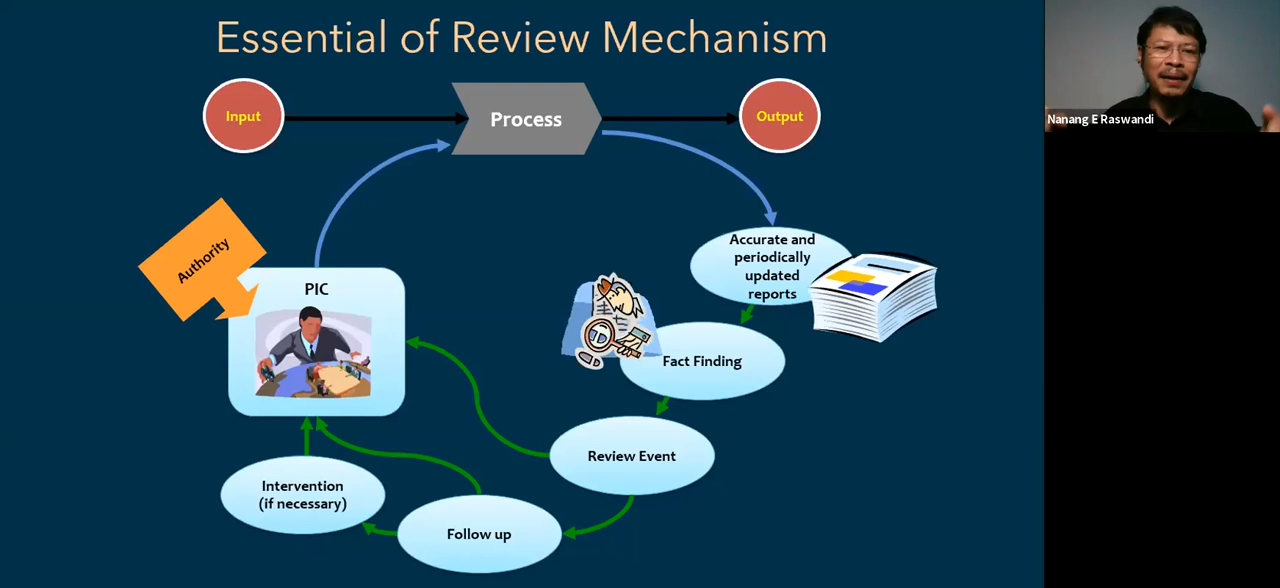 Essential of Review Mechanism
Input
Process
Output
Nanang E Raswandi
Authority
PIC
Accurate and
periodically
updated
reports
Fact Finding
Review Event
Intervention
(if necessary)
Follow up